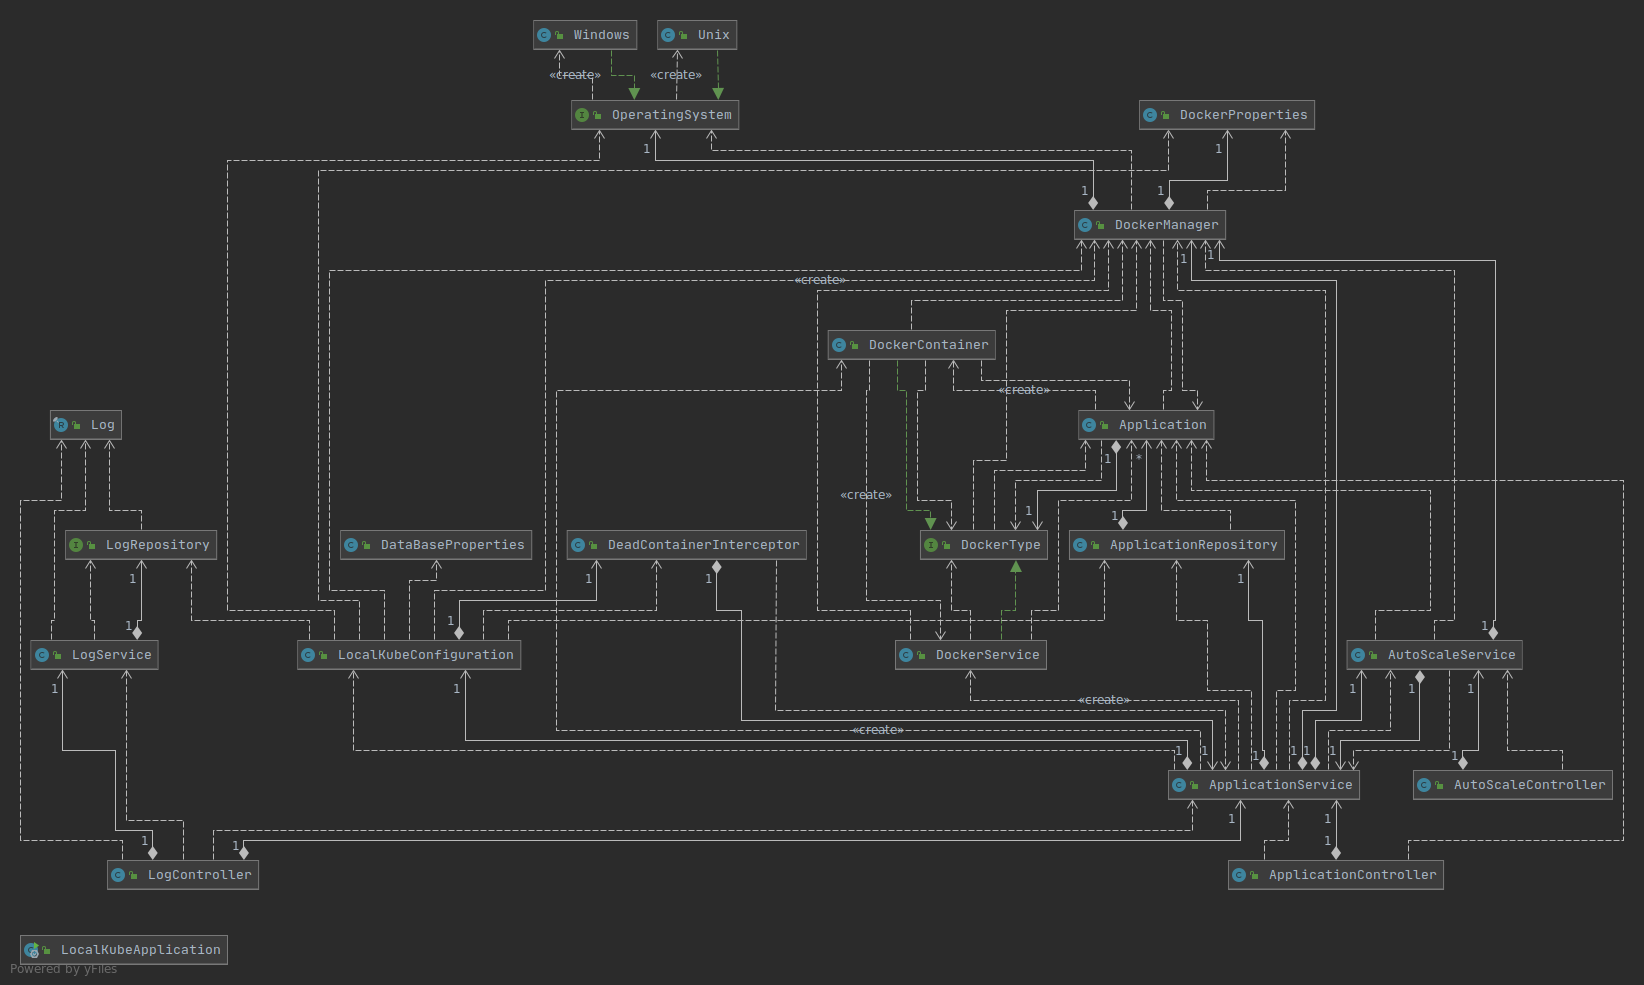 Windows
Unix
«create»
«create»
I OperatingSystem
C DockerProperties
1
1
1
1
C DockerManager
1
1
«create»
C DockerContainer
«create»
R Log
C Application
1
*
«create»
1
1
I LogRepository
C DataBaseProperties
C DeadContainerInterceptor
I DockerType
C ApplicationRepository
1
1
1
1
1
1
1
C LogService
C LocalKubeConfiguration
C DockerService
C AutoScaleService
1
1
1
1
1
«create»
«create»
1
1
1
1
1
1
1
C ApplicationService
C AutoScaleController
1
1
1
1
1
C LogController
C ApplicationController
LocalKubeApplication
Powered by yFiles